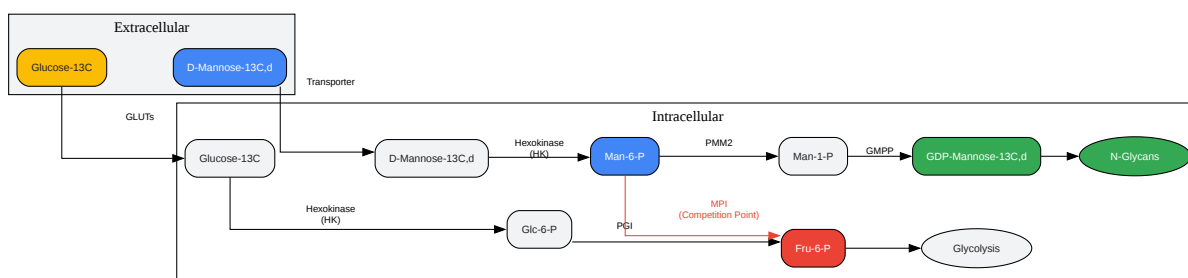 Extracellular
Glucose-13C
D-Mannose-13C,d
Transporter
GLUTs
Intracellular
Glucose-13C
D-Mannose-13C,d
Hexokinase
(HK)
Man-6-P
PMM2
Man-1-P
GMPP
GDP-Mannose-13C,d
N-Glycans
Hexokinase
(HK)
Glc-6-P
PGI
MPI
(Competition Point)
Fru-6-P
Glycolysis